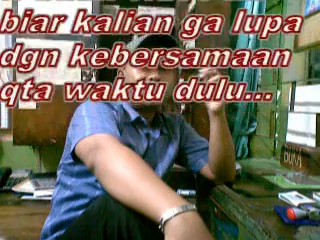 biar kalian ga lupa
dgn kebersamaan
qta waktu dulu...